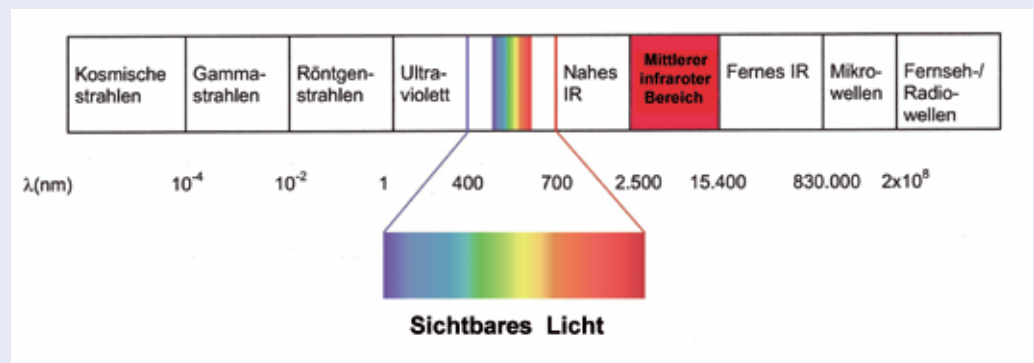 Kosmische
strahlen
Gamma-
strahlen
Röntgen-
strahlen
Ultra-
violett
Nahes
IR
Mittlerer
infraroter
Bereich
Fernes IR
Mikro-
wellen
Fernseh-/
Radio-
wellen
λ(nm) 10⁻⁴ 10⁻² 1 400 700 2.500 15.400 830.000 2x10⁸
Sichtbares Licht